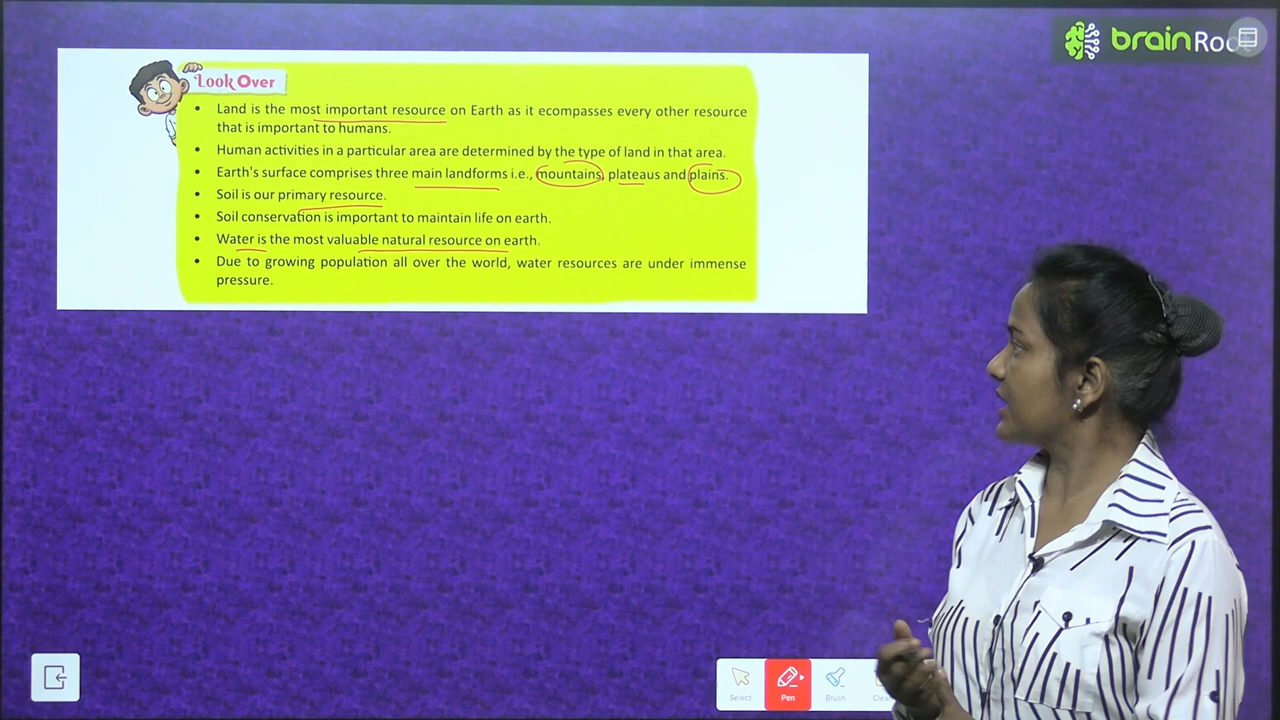 brainRo
Look Over
• Land is the most important resource on Earth as it ecompasses every other resource
that is important to humans.
• Human activities in a particular area are determined by the type of land in that area.
• Earth's surface comprises three main landforms i.e., mountains, plateaus and plains.
• Soil is our primary resource.
• Soil conservation is important to maintain life on earth.
• Water is the most valuable natural resource on earth.
• Due to growing population all over the world, water resources are under immense
pressure.
Select Pen Brush Clea